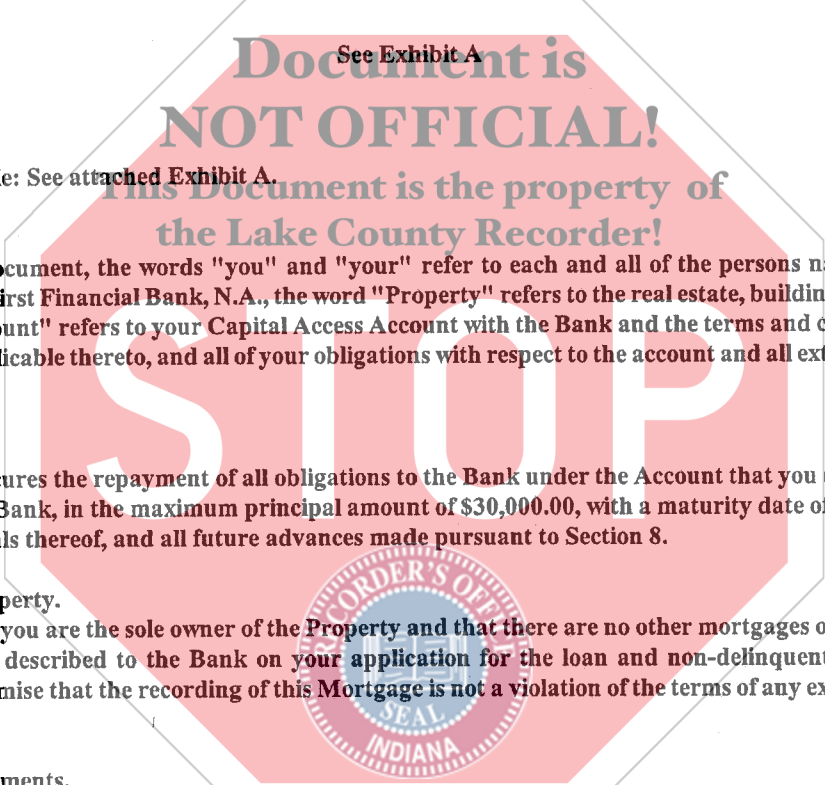 See Exhibit A
Document is
NOT OFFICIAL!
e: See attached Exhibit A.
This Document is the property of
the Lake County Recorder!
ocument, the words "you" and "your" refer to each and all of the persons n
irst Financial Bank, N.A., the word "Property" refers to the real estate, buildin
ount" refers to your Capital Access Account with the Bank and the terms and c
licable thereto, and all of your obligations with respect to the account and all ext
STOP
ures the repayment of all obligations to the Bank under the Account that you
Bank, in the maximum principal amount of $30,000.00, with a maturity date of
ls thereof, and all future advances made pursuant to Section 8.
perty.
you are the sole owner of the Property and that there are no other mortgages o
described to the Bank on your application for the loan and non-delinquent
mise that the recording of this Mortgage is not a violation of the terms of any ex
RECORDER'S OFFICE
SEAL
INDIANA
ments.